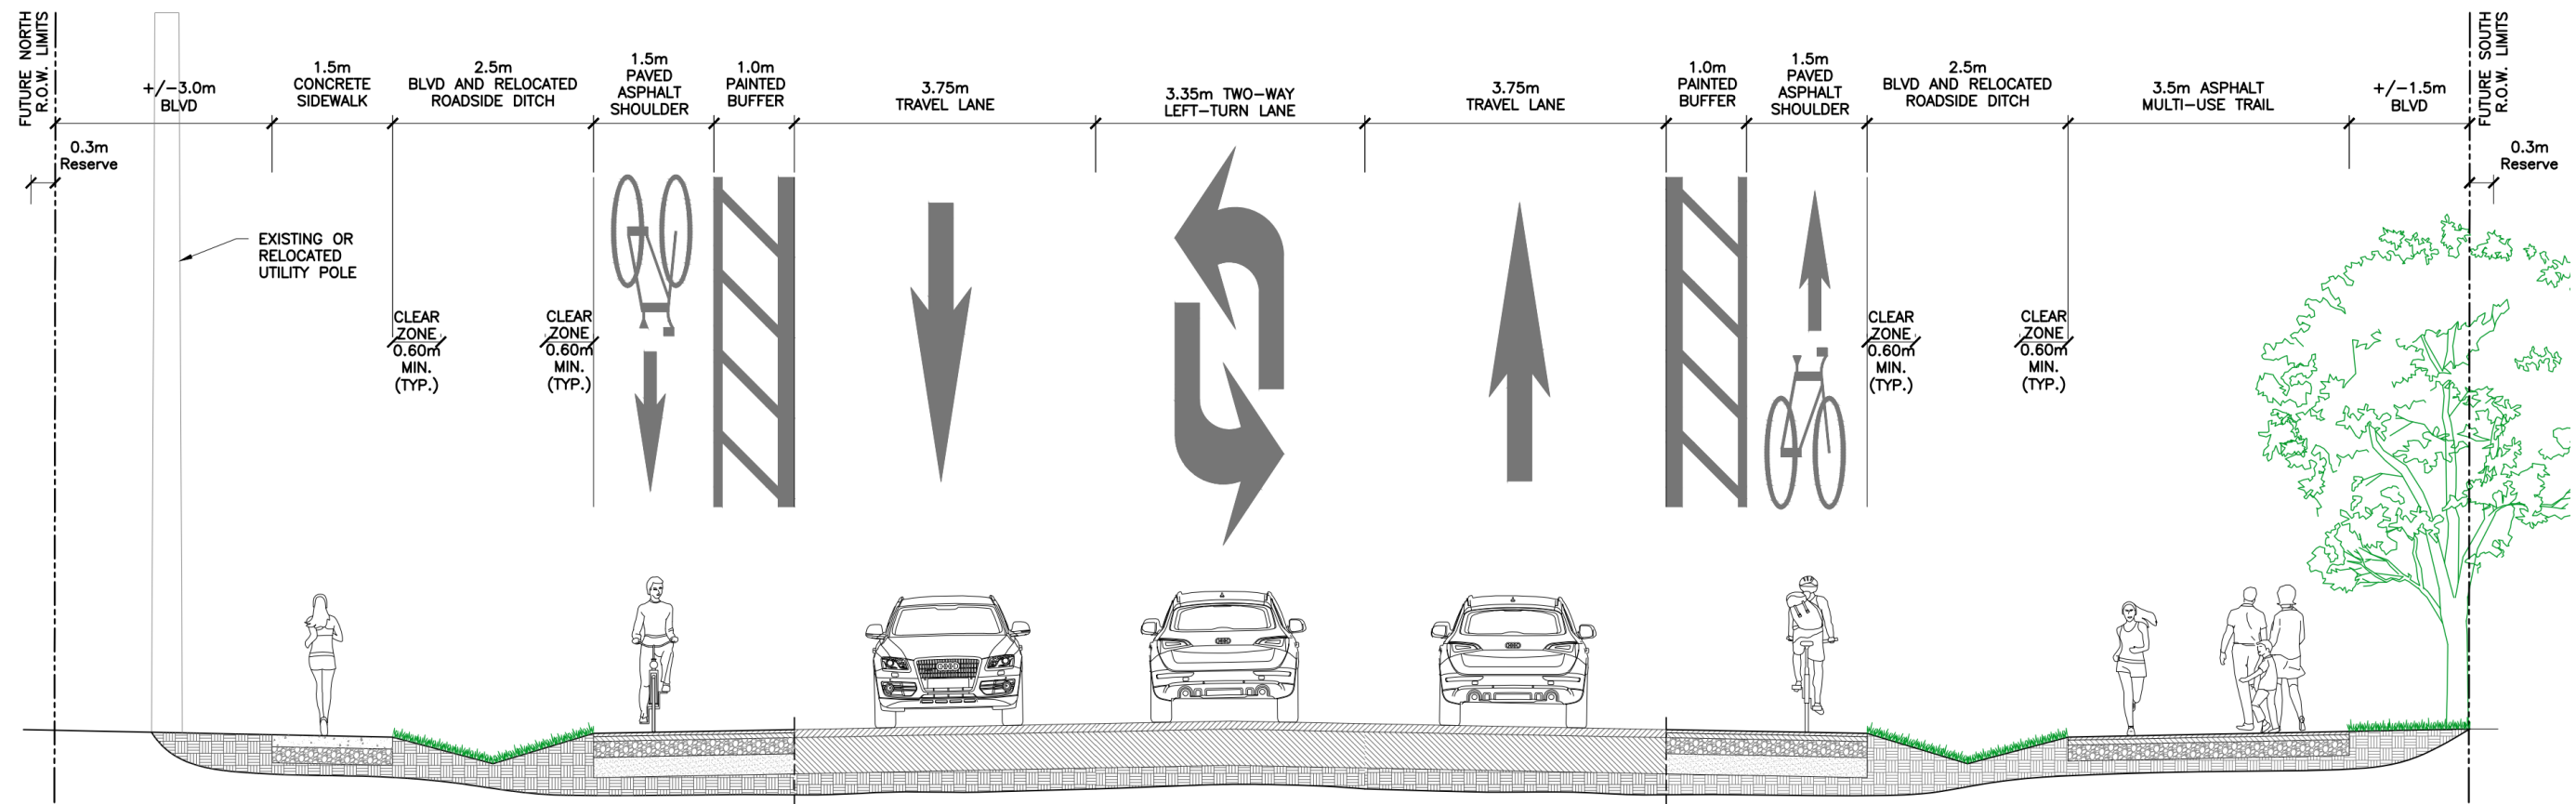 FUTURE NORTH
R.O.W. LIMITS
+/-3.0m
BLVD
1.5m
CONCRETE
SIDEWALK
2.5m
BLVD AND RELOCATED
ROADSIDE DITCH
1.5m
PAVED
ASPHALT
SHOULDER
1.0m
PAINTED
BUFFER
3.75m
TRAVEL LANE
3.35m TWO-WAY
LEFT-TURN LANE
3.75m
TRAVEL LANE
1.0m
PAINTED
BUFFER
1.5m
PAVED
ASPHALT
SHOULDER
2.5m
BLVD AND RELOCATED
ROADSIDE DITCH
3.5m ASPHALT
MULTI-USE TRAIL
+/-1.5m
BLVD
FUTURE SOUTH
R.O.W. LIMITS
0.3m
Reserve
0.3m
Reserve
EXISTING OR
RELOCATED
UTILITY POLE
CLEAR
ZONE
0.60m
MIN.
(TYP.)
CLEAR
ZONE
0.60m
MIN.
(TYP.)
CLEAR
ZONE
0.60m
MIN.
(TYP.)
CLEAR
ZONE
0.60m
MIN.
(TYP.)